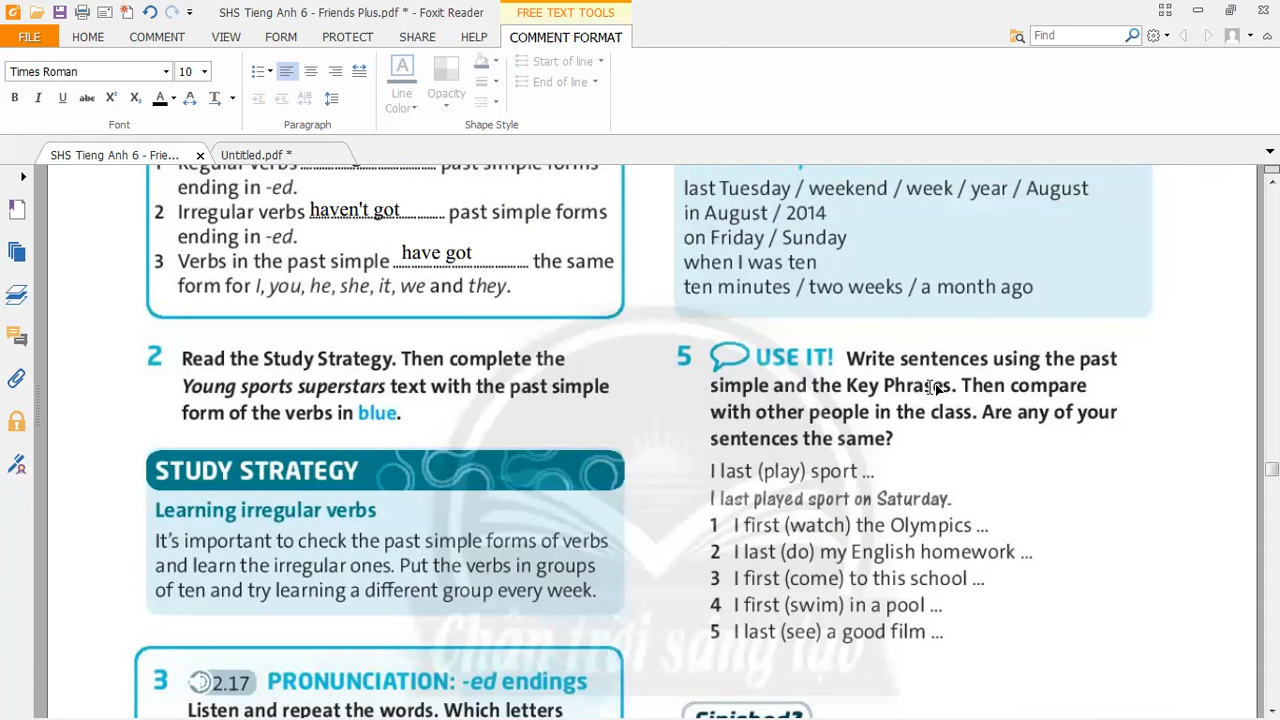 SHS Tieng Anh 6 - Friends Plus.pdf * - Foxit Reader
FREE TEXT TOOLS
FILE HOME COMMENT VIEW FORM PROTECT SHARE HELP COMMENT FORMAT
Find
Times Roman 10
B I U abc X² X₂ A A T
Font
Paragraph
Line Color
Opacity
Start of line
End of line
Shape Style
SHS Tieng Anh 6 - Frie... x
Untitled.pdf *
1 Regular verbs .................... past simple forms
ending in -ed.
2 Irregular verbs haven't got.......... past simple forms
ending in -ed.
3 Verbs in the past simple have got the same
form for I, you, he, she, it, we and they.
2 Read the Study Strategy. Then complete the
Young sports superstars text with the past simple
form of the verbs in blue.
STUDY STRATEGY
Learning irregular verbs
It's important to check the past simple forms of verbs
and learn the irregular ones. Put the verbs in groups
of ten and try learning a different group every week.
3 2.17 PRONUNCIATION: -ed endings
Listen and repeat the words. Which letters
last Tuesday / weekend / week / year / August
in August / 2014
on Friday / Sunday
when I was ten
ten minutes / two weeks / a month ago
5 USE IT! Write sentences using the past
simple and the Key Phrases. Then compare
with other people in the class. Are any of your
sentences the same?
I last (play) sport ...
I last played sport on Saturday.
1 I first (watch) the Olympics ...
2 I last (do) my English homework ...
3 I first (come) to this school ...
4 I first (swim) in a pool ...
5 I last (see) a good film ...
Finished?
Chân trời sáng tạo